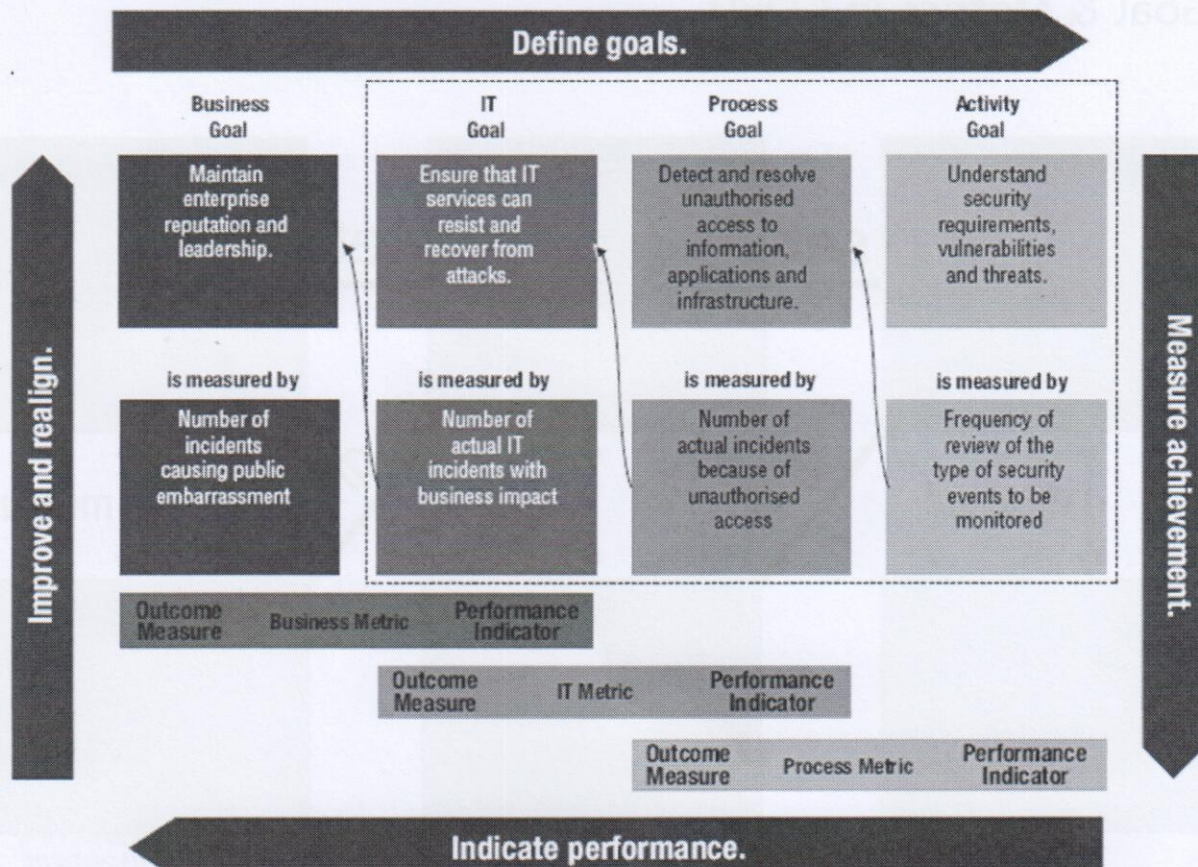 Define goals.
Business
Goal
IT
Goal
Process
Goal
Activity
Goal
Maintain
enterprise
reputation and
leadership.
Ensure that IT
services can
resist and
recover from
attacks.
Detect and resolve
unauthorised
access to
information,
applications and
infrastructure.
Understand
security
requirements,
vulnerabilities
and threats.
is measured by
is measured by
is measured by
is measured by
Number of
incidents
causing public
embarrassment
Number of
actual IT
incidents with
business impact
Number of
actual incidents
because of
unauthorised
access
Frequency of
review of the
type of security
events to be
monitored
Improve and realign.
Measure achievement.
Outcome
Measure
Business Metric
Performance
Indicator
Outcome
Measure
IT Metric
Performance
Indicator
Outcome
Measure
Process Metric
Performance
Indicator
Indicate performance.